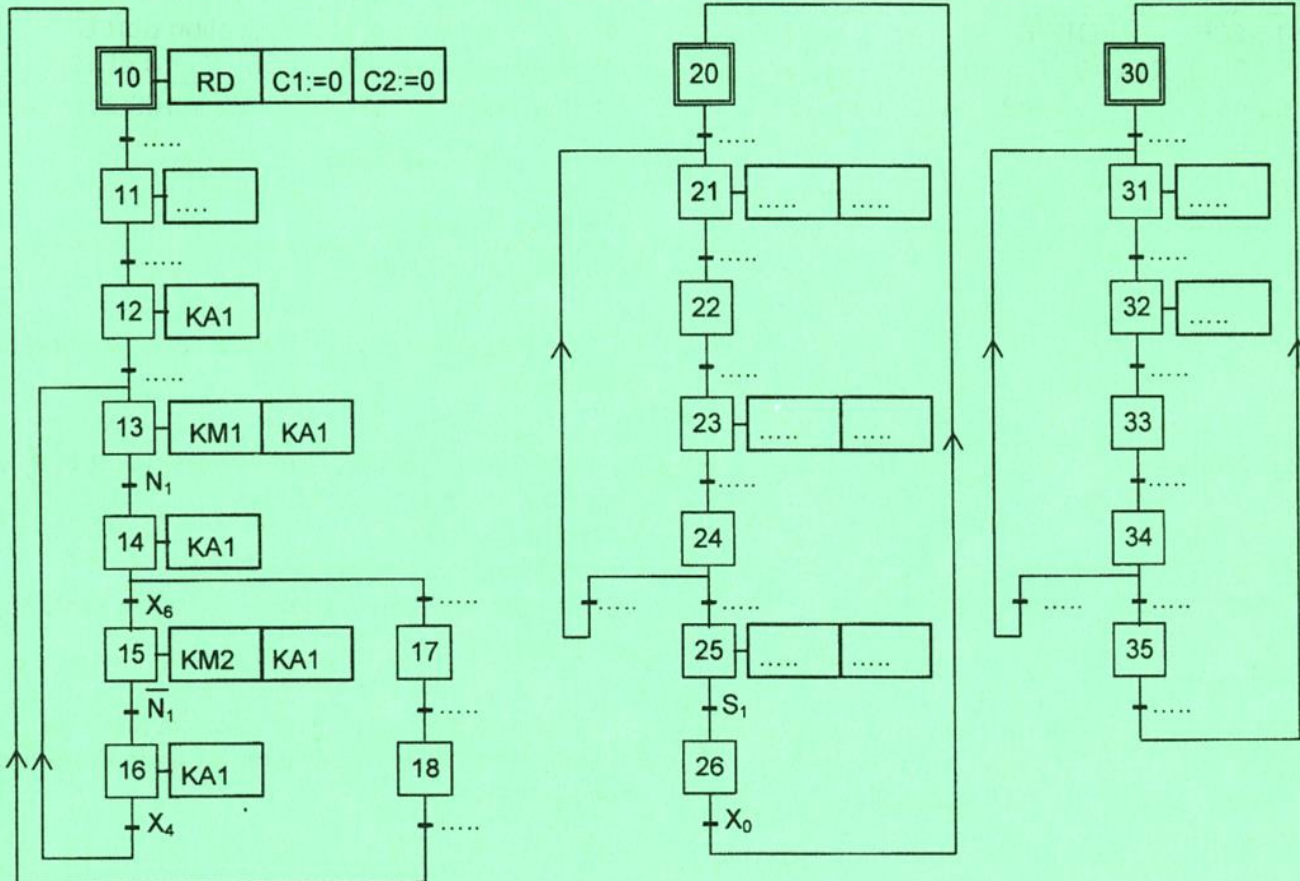 10 RD C1:=0 C2:=0
.....
11 ....
.....
12 KA1
.....
13 KM1 KA1
N₁
14 KA1
X₆ .....
15 KM2 KA1 17
N̅₁ .....
16 KA1 18
X₄ .....
20
.....
21 ..... .....
.....
22
.....
23 ..... .....
.....
24
..... .....
25 ..... .....
S₁
26
X₀
30
.....
31 .....
.....
32 .....
.....
33
.....
34
..... .....
35
.....